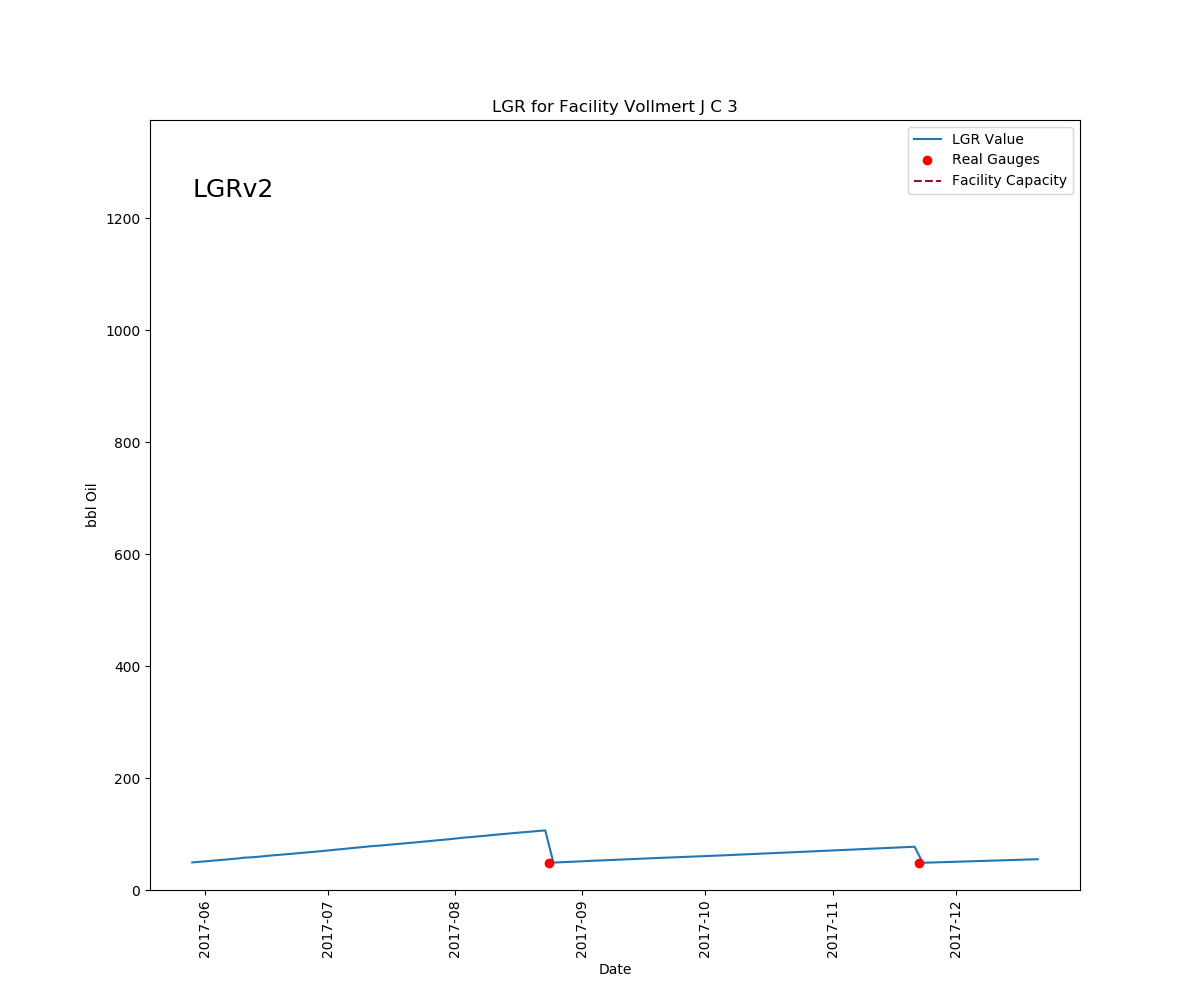 LGR for Facility Vollmert J C 3
LGRv2
LGR Value
Real Gauges
Facility Capacity
1200
1000
800
600
400
200
0
bbl Oil
2017-06
2017-07
2017-08
2017-09
2017-10
2017-11
2017-12
Date